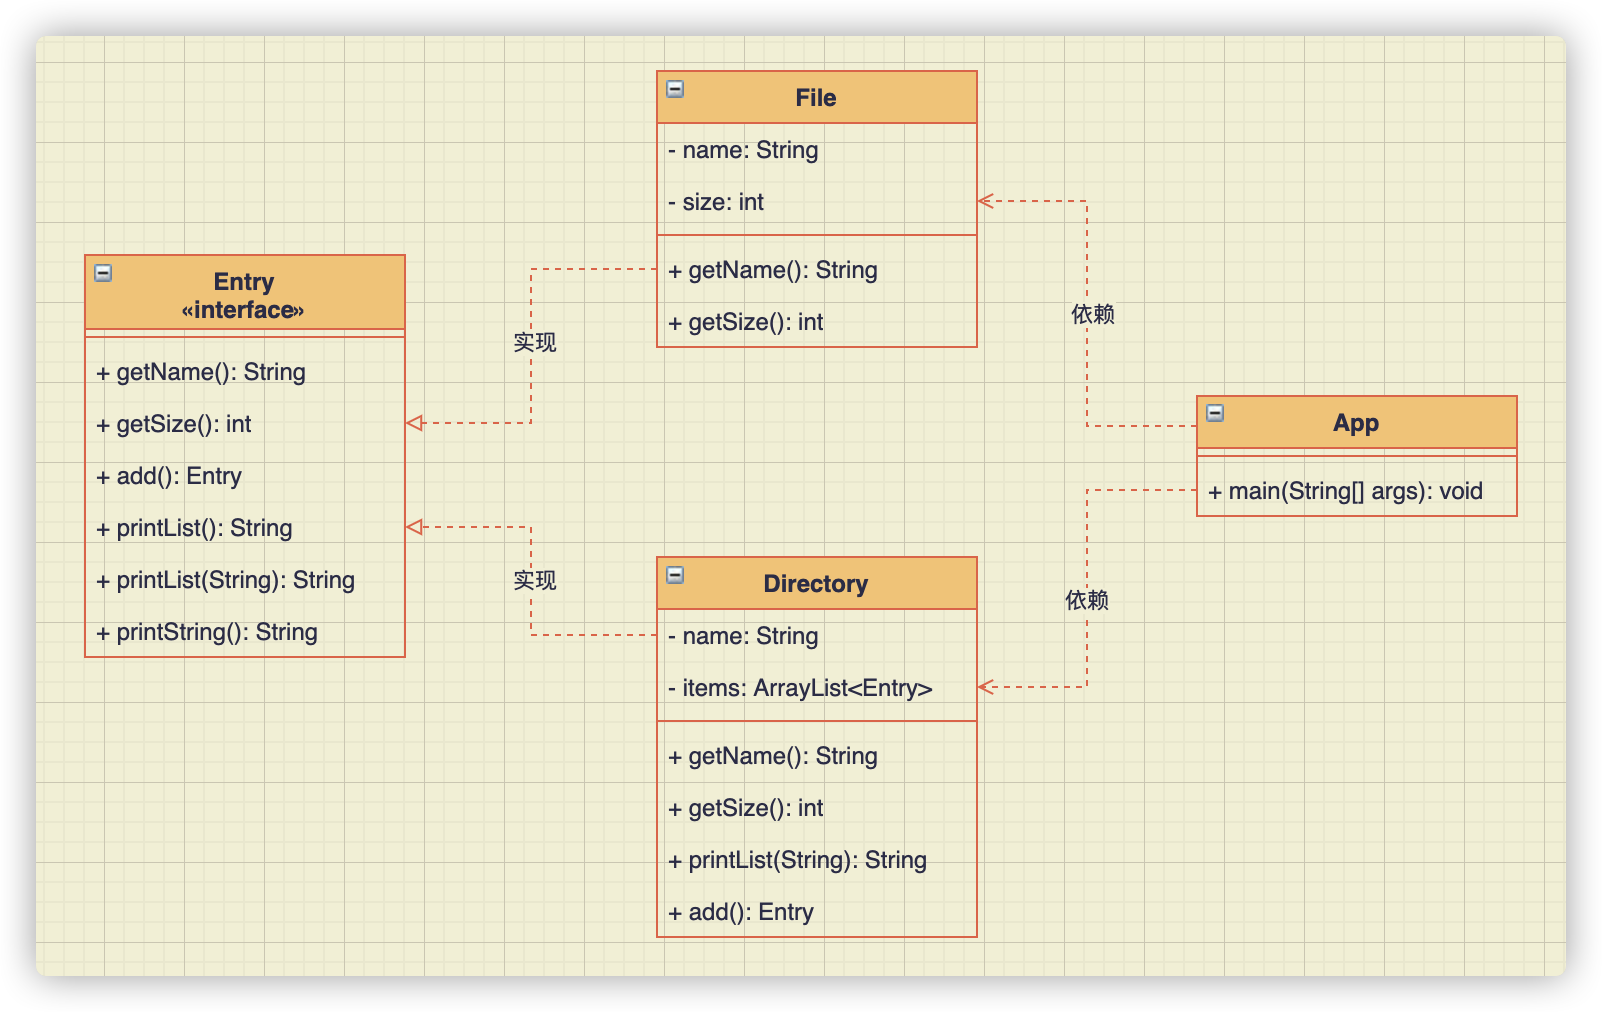 File
- name: String
- size: int
+ getName(): String
+ getSize(): int
Entry
«interface»
+ getName(): String
+ getSize(): int
+ add(): Entry
+ printList(): String
+ printList(String): String
+ printString(): String
实现
实现
依赖
依赖
App
+ main(String[] args): void
Directory
- name: String
- items: ArrayList<Entry>
+ getName(): String
+ getSize(): int
+ printList(String): String
+ add(): Entry